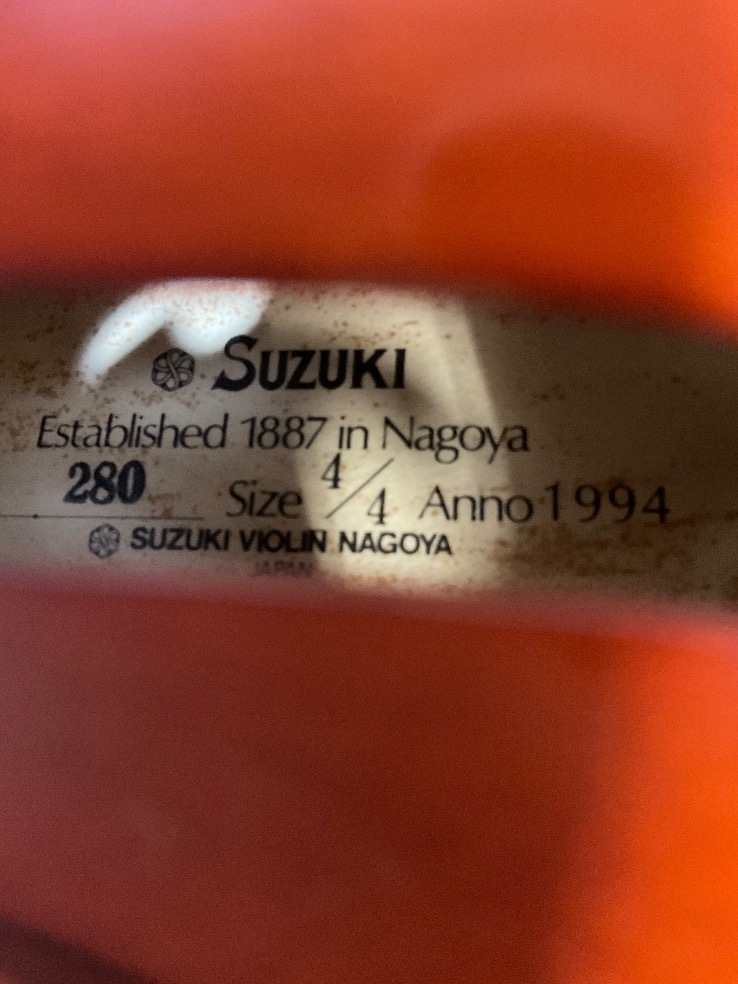 SUZUKI
Established 1887 in Nagoya
280 Size 4/4 Anno 1994
SUZUKI VIOLIN NAGOYA
JAPAN